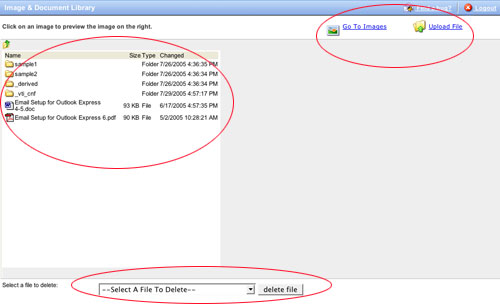 Image & Document Library
Logout
Click on an image to preview the image on the right.
Go To Images
Upload File
Name Size Type Changed
sample1 Folder 7/26/2005 4:36:35 PM
sample2 Folder 7/26/2005 4:36:34 PM
_derived Folder 7/26/2005 4:36:34 PM
_vti_cnf Folder 7/29/2005 4:57:17 PM
Email Setup for Outlook Express
4-5.doc 93 KB File 6/17/2005 4:57:35 PM
Email Setup for Outlook Express 6.pdf 90 KB File 5/2/2005 10:28:21 AM
Select a file to delete:
--Select A File To Delete--
delete file